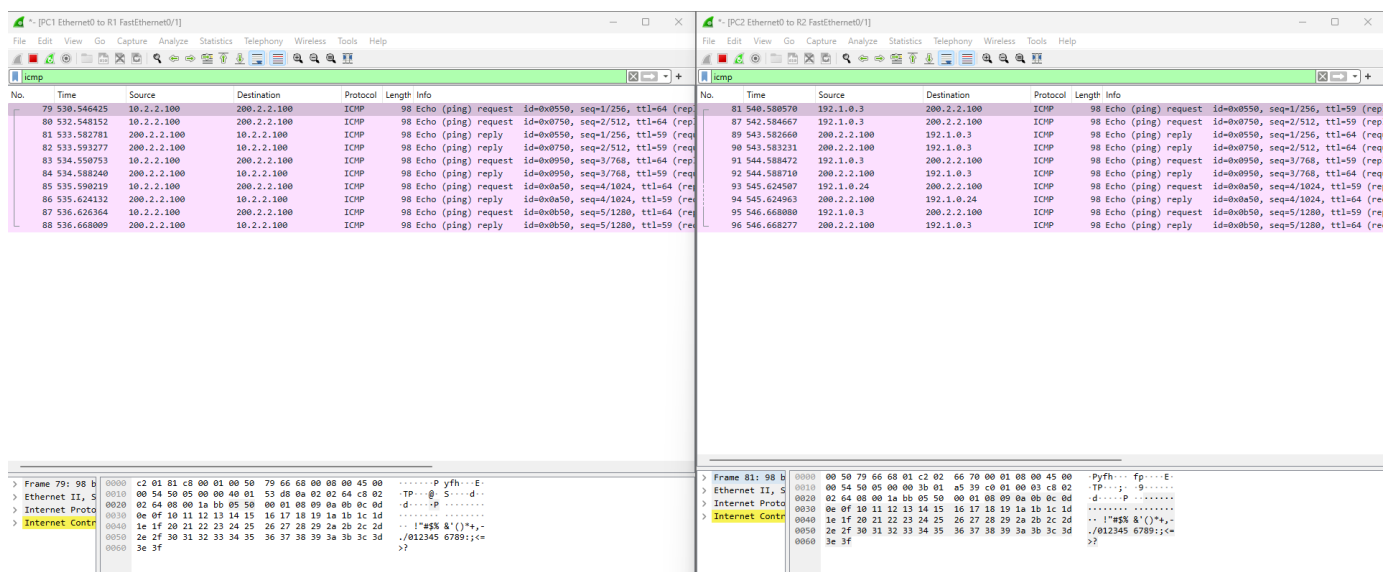 *- [PC1 Ethernet0 to R1 FastEthernet0/1]
File Edit View Go Capture Analyze Statistics Telephony Wireless Tools Help
icmp
No. Time Source Destination Protocol Length Info
79 530.546425 10.2.2.100 200.2.2.100 ICMP 98 Echo (ping) request id=0x0550, seq=1/256, ttl=64 (rep
80 532.548152 10.2.2.100 200.2.2.100 ICMP 98 Echo (ping) request id=0x0750, seq=2/512, ttl=64 (rep
81 533.582781 200.2.2.100 10.2.2.100 ICMP 98 Echo (ping) reply id=0x0550, seq=1/256, ttl=59 (requ
82 533.593277 200.2.2.100 10.2.2.100 ICMP 98 Echo (ping) reply id=0x0750, seq=2/512, ttl=59 (requ
83 534.550753 10.2.2.100 200.2.2.100 ICMP 98 Echo (ping) request id=0x0950, seq=3/768, ttl=64 (rep
84 534.588240 200.2.2.100 10.2.2.100 ICMP 98 Echo (ping) reply id=0x0950, seq=3/768, ttl=59 (requ
85 535.590219 10.2.2.100 200.2.2.100 ICMP 98 Echo (ping) request id=0x0a50, seq=4/1024, ttl=64 (re
86 535.624132 200.2.2.100 10.2.2.100 ICMP 98 Echo (ping) reply id=0x0a50, seq=4/1024, ttl=59 (rec
87 536.626364 10.2.2.100 200.2.2.100 ICMP 98 Echo (ping) request id=0x0b50, seq=5/1280, ttl=64 (re
88 536.668009 200.2.2.100 10.2.2.100 ICMP 98 Echo (ping) reply id=0x0b50, seq=5/1280, ttl=59 (rec
Frame 79: 98 b
Ethernet II, S
Internet Proto
Internet Contr
0000 c2 01 81 c8 00 01 00 50 79 66 68 00 08 00 45 00 ·······P yfh···E·
0010 00 54 50 05 00 00 40 01 53 d8 0a 02 02 64 c8 02 ·TP···@· S····d··
0020 02 64 08 00 1a bb 05 50 00 01 08 09 0a 0b 0c 0d ·d·····P ········
0030 0e 0f 10 11 12 13 14 15 16 17 18 19 1a 1b 1c 1d ········ ········
0040 1e 1f 20 21 22 23 24 25 26 27 28 29 2a 2b 2c 2d ·· !"#$% &'()*+,-
0050 2e 2f 30 31 32 33 34 35 36 37 38 39 3a 3b 3c 3d ./012345 6789:;<=
0060 3e 3f >?
*- [PC2 Ethernet0 to R2 FastEthernet0/1]
File Edit View Go Capture Analyze Statistics Telephony Wireless Tools Help
icmp
No. Time Source Destination Protocol Length Info
81 540.580570 192.1.0.3 200.2.2.100 ICMP 98 Echo (ping) request id=0x0550, seq=1/256, ttl=59 (rep
87 542.584667 192.1.0.3 200.2.2.100 ICMP 98 Echo (ping) request id=0x0750, seq=2/512, ttl=59 (rep
89 543.582660 200.2.2.100 192.1.0.3 ICMP 98 Echo (ping) reply id=0x0550, seq=1/256, ttl=64 (requ
90 543.583231 200.2.2.100 192.1.0.3 ICMP 98 Echo (ping) reply id=0x0750, seq=2/512, ttl=64 (requ
91 544.588472 192.1.0.3 200.2.2.100 ICMP 98 Echo (ping) request id=0x0950, seq=3/768, ttl=59 (rep
92 544.588710 200.2.2.100 192.1.0.3 ICMP 98 Echo (ping) reply id=0x0950, seq=3/768, ttl=64 (requ
93 545.624507 192.1.0.24 200.2.2.100 ICMP 98 Echo (ping) request id=0x0a50, seq=4/1024, ttl=59 (re
94 545.624963 200.2.2.100 192.1.0.24 ICMP 98 Echo (ping) reply id=0x0a50, seq=4/1024, ttl=64 (rec
95 546.668080 192.1.0.3 200.2.2.100 ICMP 98 Echo (ping) request id=0x0b50, seq=5/1280, ttl=59 (re
96 546.668277 200.2.2.100 192.1.0.3 ICMP 98 Echo (ping) reply id=0x0b50, seq=5/1280, ttl=64 (re
Frame 81: 98 b
Ethernet II, S
Internet Proto
Internet Contr
0000 00 50 79 66 68 01 c2 02 66 70 00 01 08 00 45 00 ·Pyfh··· fp····E·
0010 00 54 50 05 00 00 3b 01 a5 39 c0 01 00 03 c8 02 ·TP···;· ·9······
0020 02 64 08 00 1a bb 05 50 00 01 08 09 0a 0b 0c 0d ·d·····P ········
0030 0e 0f 10 11 12 13 14 15 16 17 18 19 1a 1b 1c 1d ········ ········
0040 1e 1f 20 21 22 23 24 25 26 27 28 29 2a 2b 2c 2d ·· !"#$% &'()*+,-
0050 2e 2f 30 31 32 33 34 35 36 37 38 39 3a 3b 3c 3d ./012345 6789:;<=
0060 3e 3f >?